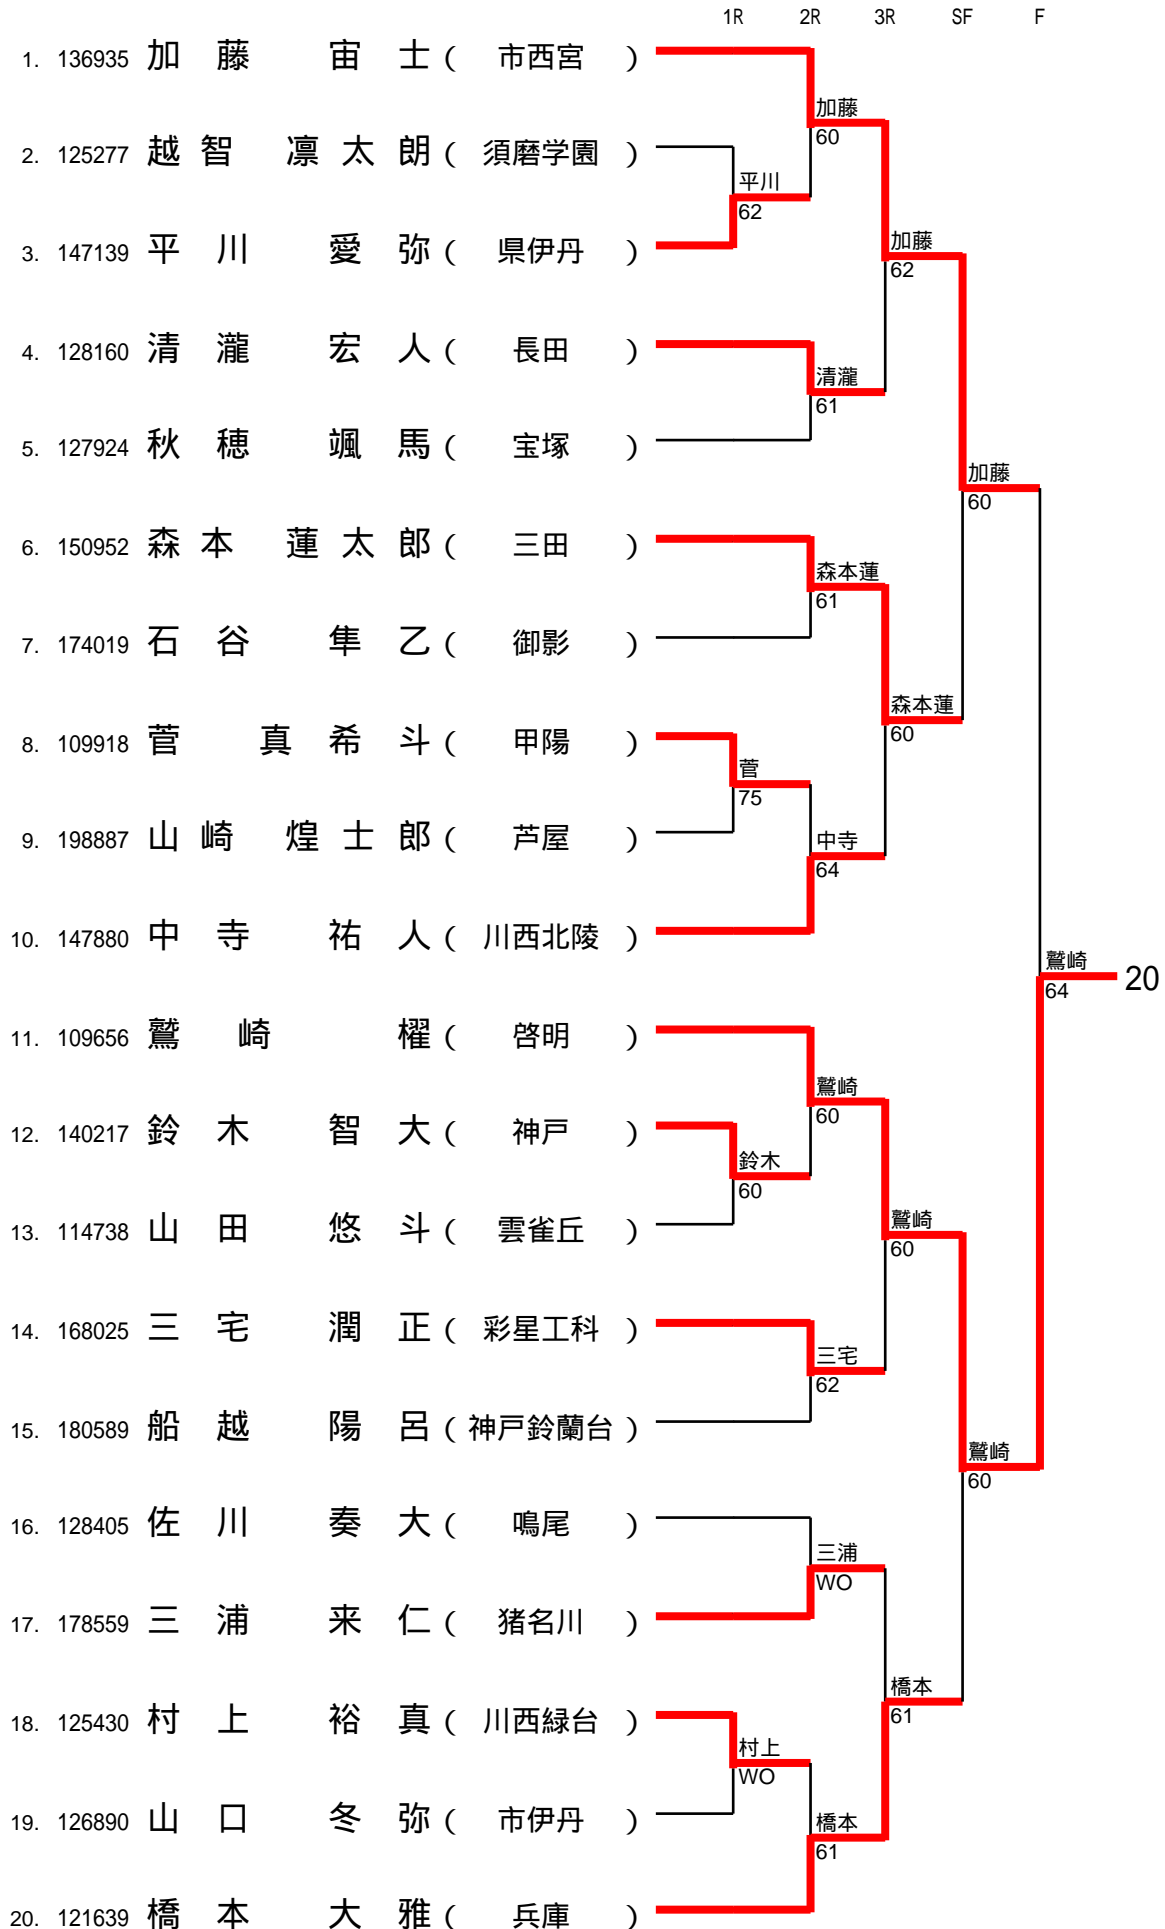 1R 2R 3R SF F
1. 136935 加藤 宙士 ( 市西宮 )
加藤
60
2. 125277 越智 凛太朗 ( 須磨学園 )
平川
62
3. 147139 平川 愛弥 ( 県伊丹 )
加藤
62
4. 128160 清瀧 宏人 ( 長田 )
清瀧
61
5. 127924 秋穂 颯馬 ( 宝塚 )
加藤
60
6. 150952 森本 蓮太郎 ( 三田 )
森本蓮
61
7. 174019 石谷 隼乙 ( 御影 )
森本蓮
60
8. 109918 菅 真希斗 ( 甲陽 )
菅
75
9. 198887 山崎 煌士郎 ( 芦屋 )
中寺
64
10. 147880 中寺 祐人 ( 川西北陵 )
鷲崎
64
20
11. 109656 鷲崎 櫂 ( 啓明 )
鷲崎
60
12. 140217 鈴木 智大 ( 神戸 )
鈴木
60
13. 114738 山田 悠斗 ( 雲雀丘 )
鷲崎
60
14. 168025 三宅 潤正 ( 彩星工科 )
三宅
62
15. 180589 船越 陽呂 ( 神戸鈴蘭台 )
鷲崎
60
16. 128405 佐川 奏大 ( 鳴尾 )
三浦
WO
17. 178559 三浦 来仁 ( 猪名川 )
橋本
61
18. 125430 村上 裕真 ( 川西緑台 )
村上
WO
19. 126890 山口 冬弥 ( 市伊丹 )
橋本
61
20. 121639 橋本 大雅 ( 兵庫 )